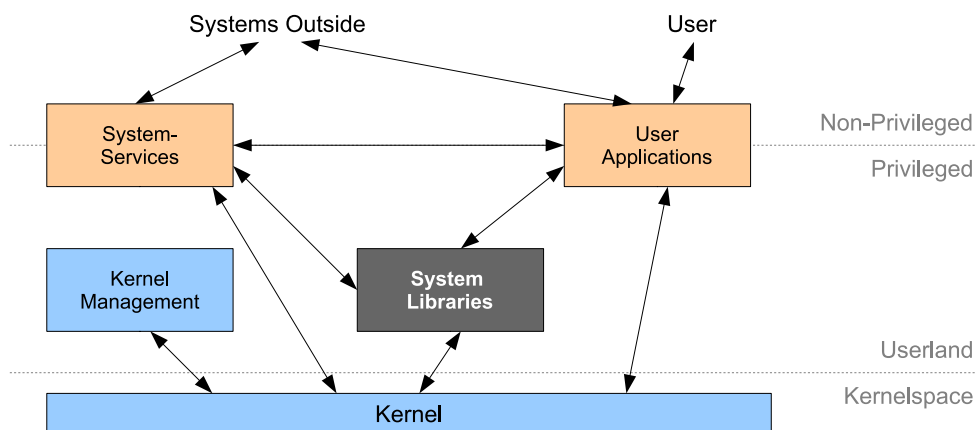 Systems Outside
User
System-
Services
User
Applications
Non-Privileged
Privileged
Kernel
Management
System
Libraries
Userland
Kernelspace
Kernel